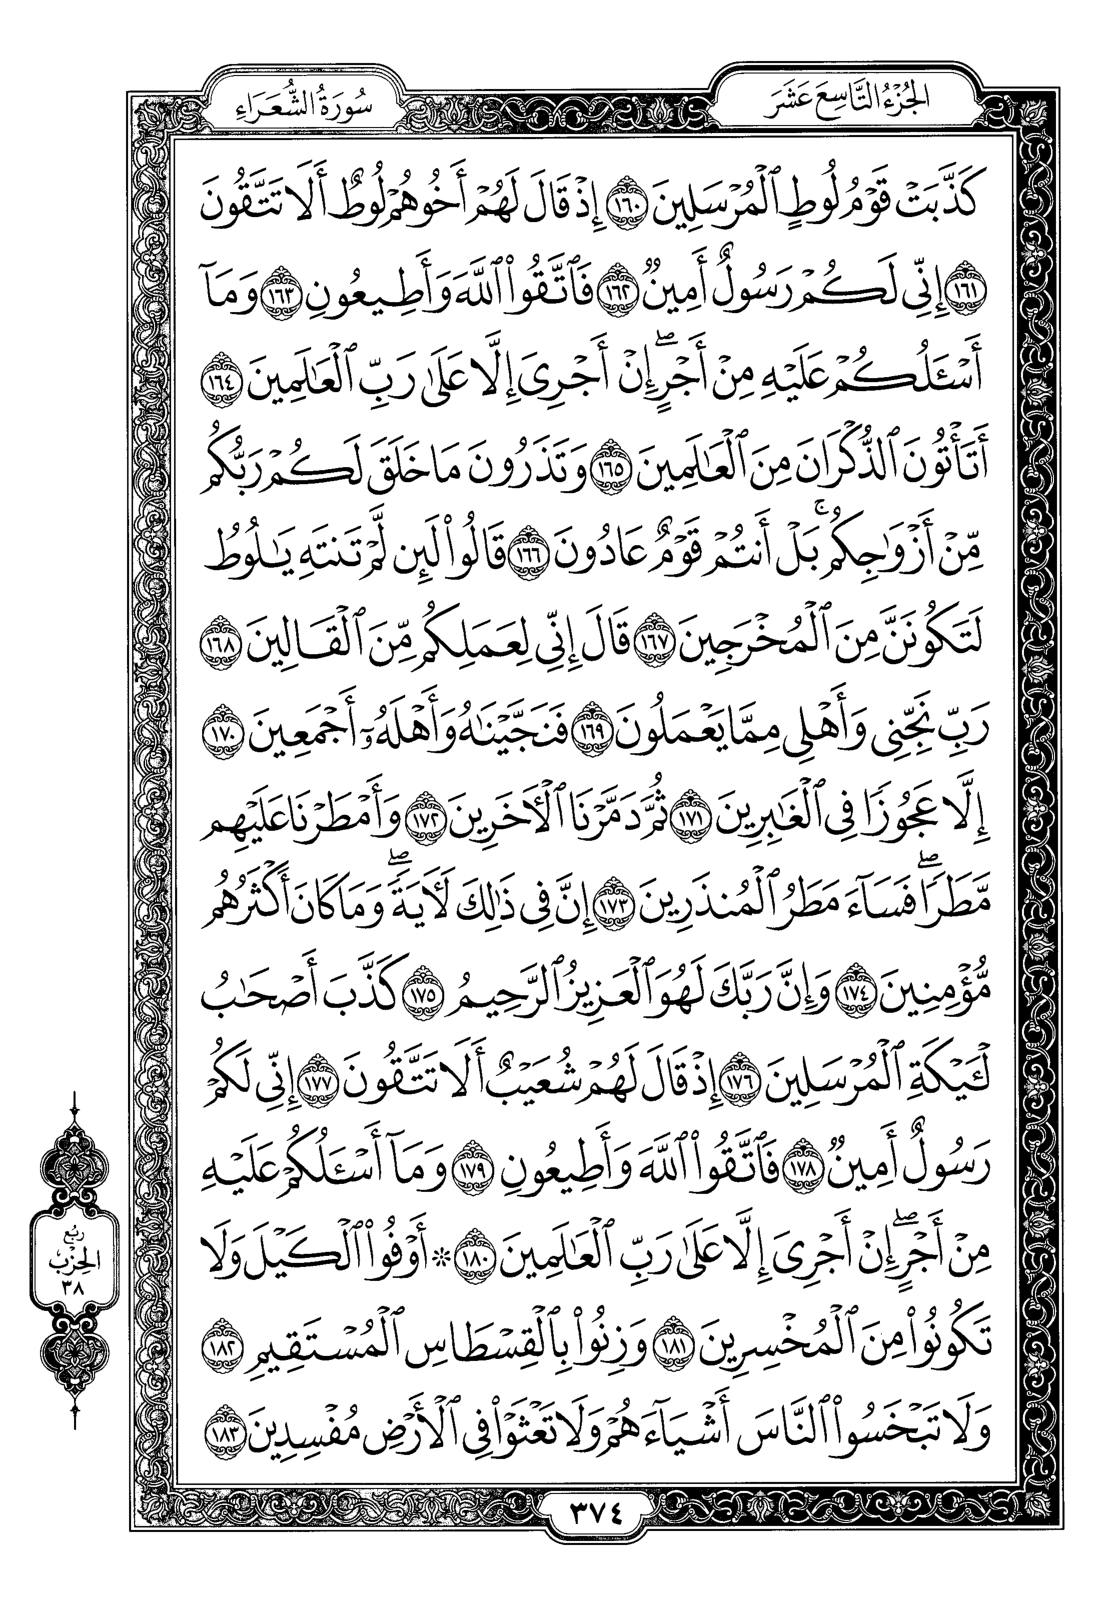 الجُزْءُ التَّاسِعَ عَشَرَ
سُورَةُ الشُّعَرَاءِ
كَذَّبَتْ قَوْمُ لُوطٍ ٱلْمُرْسَلِينَ ١٦٠ إِذْ قَالَ لَهُمْ أَخُوهُمْ لُوطٌ أَلَا تَتَّقُونَ
١٦١ إِنِّي لَكُمْ رَسُولٌ أَمِينٌ ١٦٢ فَٱتَّقُوا۟ ٱللَّهَ وَأَطِيعُونِ ١٦٣ وَمَآ
أَسْـَٔلُكُمْ عَلَيْهِ مِنْ أَجْرٍ ۖ إِنْ أَجْرِىَ إِلَّا عَلَىٰ رَبِّ ٱلْعَـٰلَمِينَ ١٦٤
أَتَأْتُونَ ٱلذُّكْرَانَ مِنَ ٱلْعَـٰلَمِينَ ١٦٥ وَتَذَرُونَ مَا خَلَقَ لَكُمْ رَبُّكُم
مِّنْ أَزْوَٰجِكُم ۚ بَلْ أَنتُمْ قَوْمٌ عَادُونَ ١٦٦ قَالُوا۟ لَئِن لَّمْ تَنتَهِ يَـٰلُوطُ
لَتَكُونَنَّ مِنَ ٱلْمُخْرَجِينَ ١٦٧ قَالَ إِنِّى لِعَمَلِكُم مِّنَ ٱلْقَالِينَ ١٦٨
رَبِّ نَجِّنِى وَأَهْلِى مِمَّا يَعْمَلُونَ ١٦٩ فَنَجَّيْنَـٰهُ وَأَهْلَهُۥٓ أَجْمَعِينَ ١٧٠
إِلَّا عَجُوزًا فِى ٱلْغَـٰبِرِينَ ١٧١ ثُمَّ دَمَّرْنَا ٱلْـَٔاخَرِينَ ١٧٢ وَأَمْطَرْنَا عَلَيْهِم
مَّطَرًا ۖ فَسَآءَ مَطَرُ ٱلْمُنذَرِينَ ١٧٣ إِنَّ فِى ذَٰلِكَ لَـَٔايَةً ۖ وَمَا كَانَ أَكْثَرُهُم
مُّؤْمِنِينَ ١٧٤ وَإِنَّ رَبَّكَ لَهُوَ ٱلْعَزِيزُ ٱلرَّحِيمُ ١٧٥ كَذَّبَ أَصْحَـٰبُ
لْـَٔيْكَةِ ٱلْمُرْسَلِينَ ١٧٦ إِذْ قَالَ لَهُمْ شُعَيْبٌ أَلَا تَتَّقُونَ ١٧٧ إِنِّى لَكُمْ
رَسُولٌ أَمِينٌ ١٧٨ فَٱتَّقُوا۟ ٱللَّهَ وَأَطِيعُونِ ١٧٩ وَمَآ أَسْـَٔلُكُمْ عَلَيْهِ
مِنْ أَجْرٍ ۖ إِنْ أَجْرِىَ إِلَّا عَلَىٰ رَبِّ ٱلْعَـٰلَمِينَ ١٨٠ * أَوْفُوا۟ ٱلْكَيْلَ وَلَا
تَكُونُوا۟ مِنَ ٱلْمُخْسِرِينَ ١٨١ وَزِنُوا۟ بِٱلْقِسْطَاسِ ٱلْمُسْتَقِيمِ ١٨٢
وَلَا تَبْخَسُوا۟ ٱلنَّاسَ أَشْيَآءَهُمْ وَلَا تَعْثَوْا۟ فِى ٱلْأَرْضِ مُفْسِدِينَ ١٨٣
رُبُع
الحِزْب
٣٨
٣٧٤